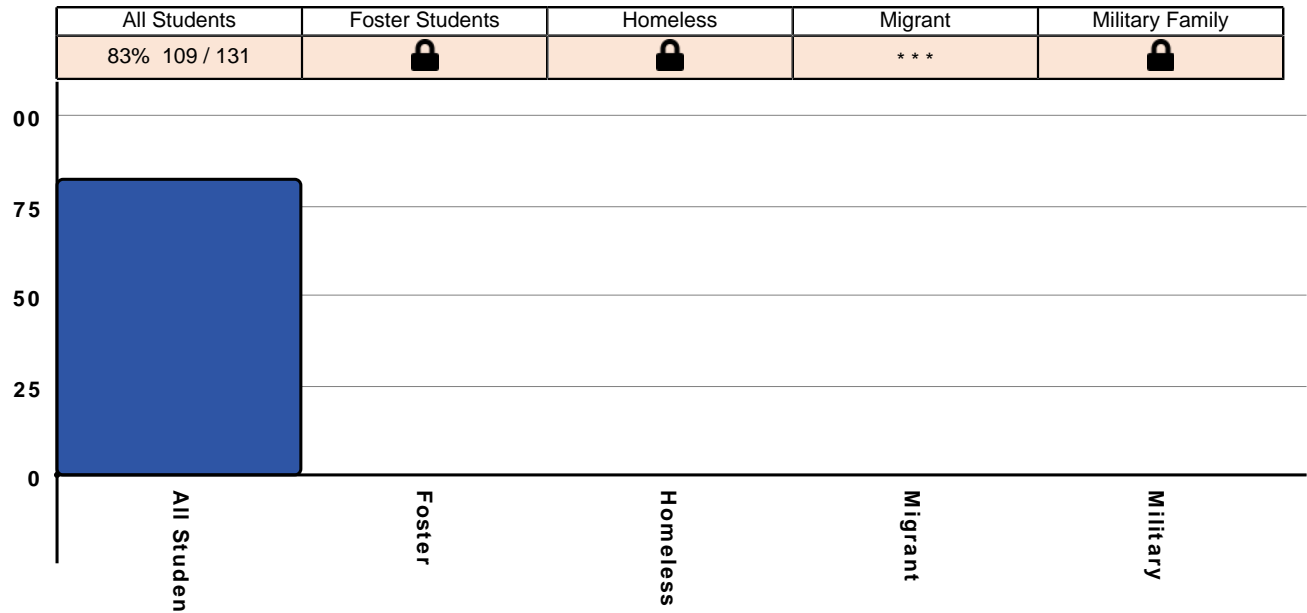 All Students Foster Students Homeless Migrant Military Family
83% 109 / 131 * * *
00
75
50
25
0
All Studen
Foster
Homeless
Migrant
Military